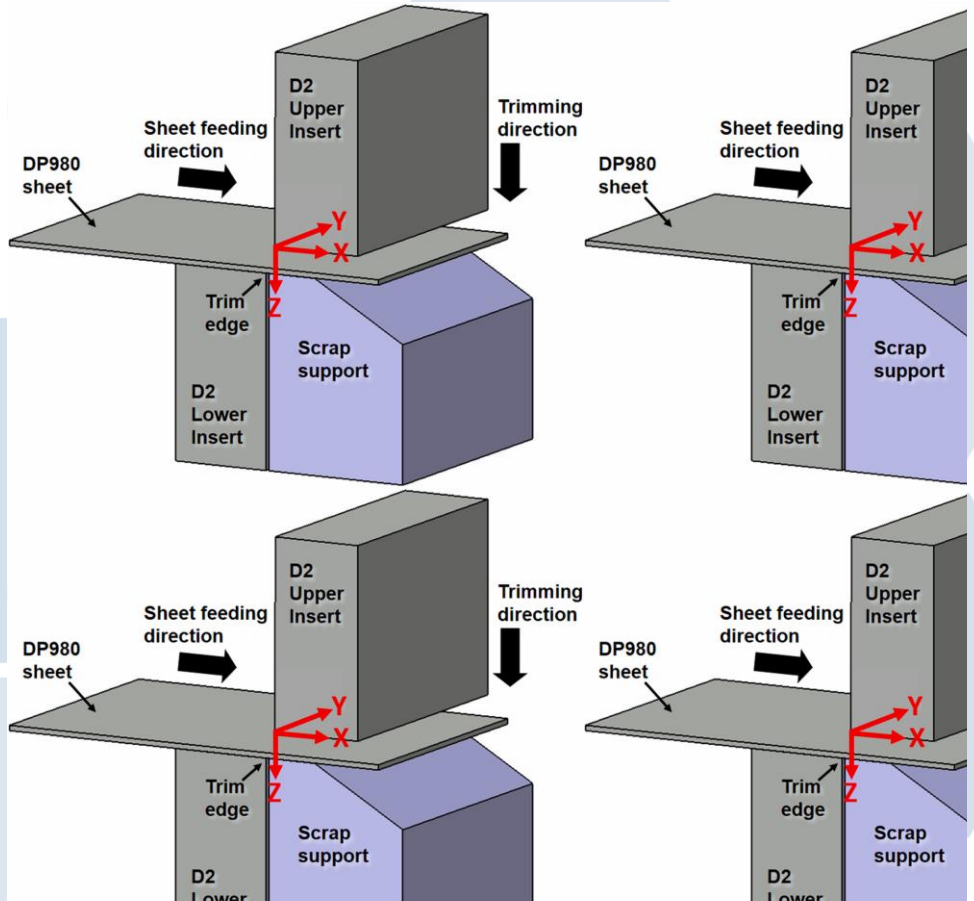 D2
Upper
Insert
Trimming
direction
Sheet feeding
direction
DP980
sheet
Y
X
Z
Trim
edge
Scrap
support
D2
Lower
Insert
D2
Upper
Insert
Sheet feeding
direction
DP980
sheet
Y
X
Z
Trim
edge
Scrap
support
D2
Lower
Insert
D2
Upper
Insert
Trimming
direction
Sheet feeding
direction
DP980
sheet
Y
X
Z
Trim
edge
Scrap
support
D2
Lower
D2
Upper
Insert
Sheet feeding
direction
DP980
sheet
Y
X
Z
Trim
edge
Scrap
support
D2
Lower